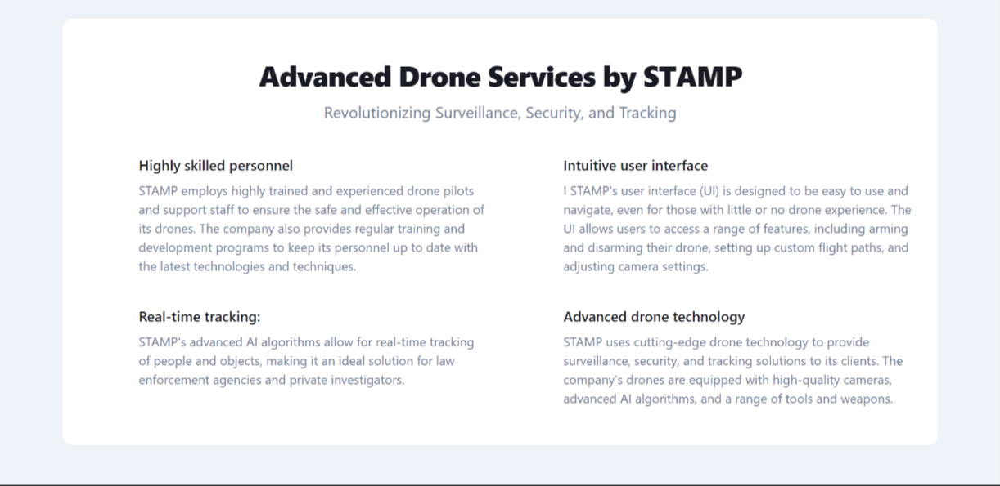 Advanced Drone Services by STAMP
Revolutionizing Surveillance, Security, and Tracking
Highly skilled personnel
STAMP employs highly trained and experienced drone pilots
and support staff to ensure the safe and effective operation of
its drones. The company also provides regular training and
development programs to keep its personnel up to date with
the latest technologies and techniques.
Intuitive user interface
I STAMP's user interface (UI) is designed to be easy to use and
navigate, even for those with little or no drone experience. The
UI allows users to access a range of features, including arming
and disarming their drone, setting up custom flight paths, and
adjusting camera settings.
Real-time tracking:
STAMP's advanced AI algorithms allow for real-time tracking
of people and objects, making it an ideal solution for law
enforcement agencies and private investigators.
Advanced drone technology
STAMP uses cutting-edge drone technology to provide
surveillance, security, and tracking solutions to its clients. The
company's drones are equipped with high-quality cameras,
advanced AI algorithms, and a range of tools and weapons.